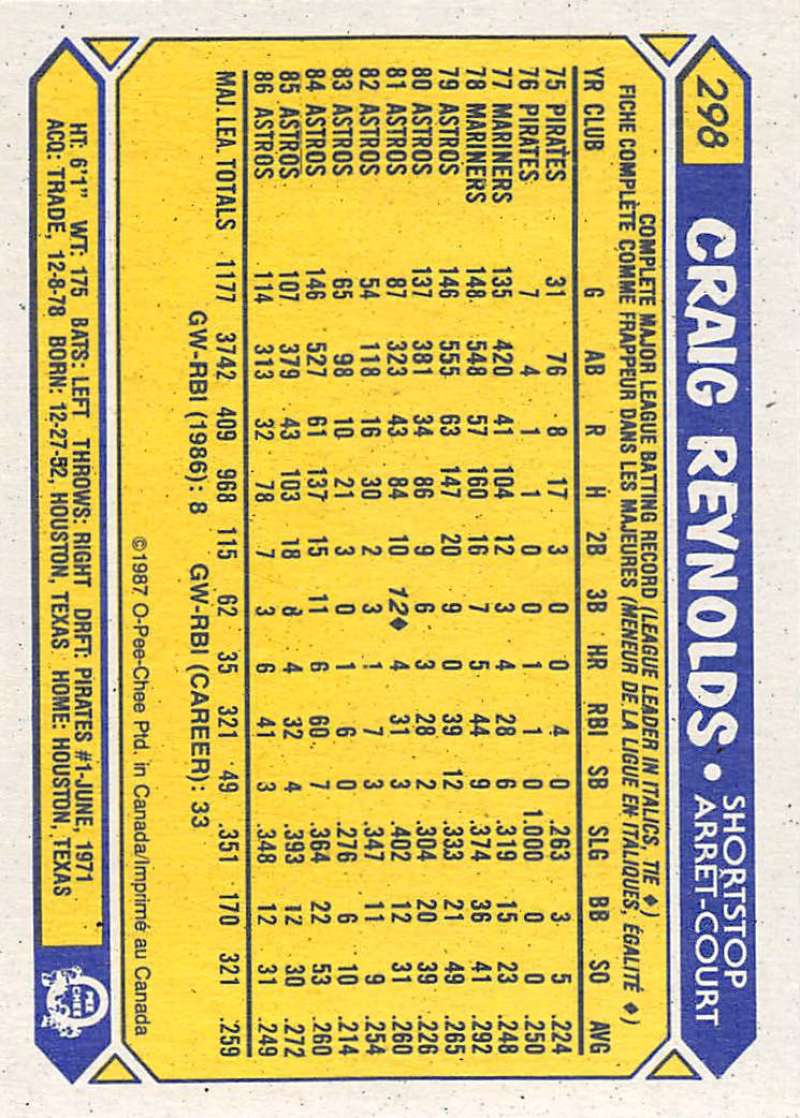 298 CRAIG REYNOLDS • SHORTSTOP
ARRÊT-COURT
COMPLETE MAJOR LEAGUE BATTING RECORD (LEAGUE LEADER IN ITALICS, TIE ♦)
FICHE COMPLÈTE COMME FRAPPEUR DANS LES MAJEURES (MENEUR DE LA LIGUE EN ITALIQUES, ÉGALITÉ ♦)
YR CLUB G AB R H 2B 3B HR RBI SB SLG BB SO AVG
75 PIRATES 31 76 8 17 3 0 0 4 0 .263 3 5 .224
76 PIRATES 7 4 1 1 0 0 1 1 0 1.000 0 0 .250
77 MARINERS 135 420 41 104 12 3 4 28 6 .319 15 23 .248
78 MARINERS 148 548 57 160 16 7 5 44 9 .374 36 41 .292
79 ASTROS 146 555 63 147 20 9 0 39 12 .333 21 49 .265
80 ASTROS 137 381 34 86 9 6 3 28 2 .304 20 39 .226
81 ASTROS 87 323 43 84 10 12♦ 4 31 3 .402 12 31 .260
82 ASTROS 54 118 16 30 2 3 1 7 3 .347 11 9 .254
83 ASTROS 65 98 10 21 3 0 1 6 0 .276 6 10 .214
84 ASTROS 146 527 61 137 15 11 6 60 7 .364 22 53 .260
85 ASTROS 107 379 43 103 18 8 4 32 4 .393 12 30 .272
86 ASTROS 114 313 32 78 7 3 6 41 3 .348 12 31 .249
MAJ. LEA. TOTALS 1177 3742 409 968 115 62 35 321 49 .351 170 321 .259
GW-RBI (1986): 8 GW-RBI (CAREER): 33
©1987 O-Pee-Chee Ptd. in Canada/Imprimé au Canada
HT: 6'1" WT: 175 BATS: LEFT THROWS: RIGHT DRFT: PIRATES #1-JUNE, 1971
ACQ: TRADE, 12-8-78 BORN: 12-27-52, HOUSTON, TEXAS HOME: HOUSTON, TEXAS
O PEE CHEE